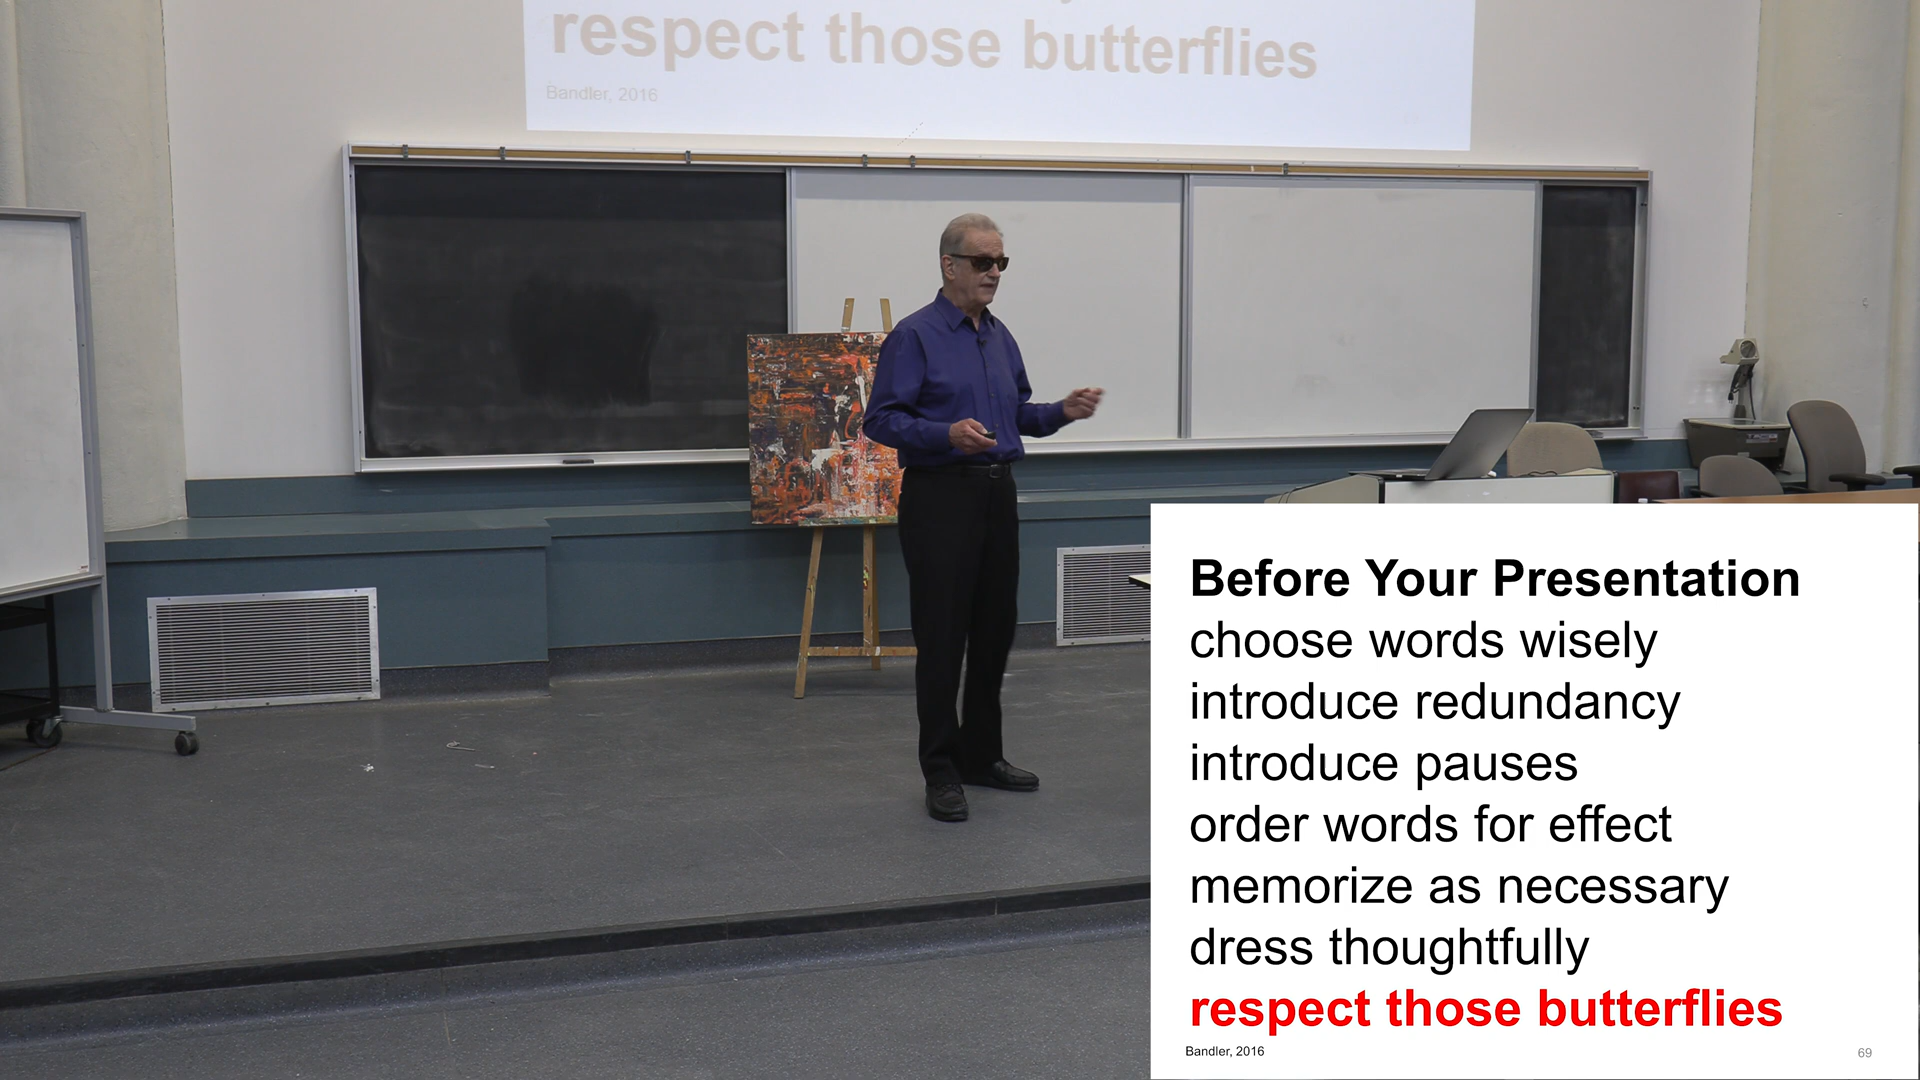 respect those butterflies
Bandler, 2016
Before Your Presentation
choose words wisely
introduce redundancy
introduce pauses
order words for effect
memorize as necessary
dress thoughtfully
respect those butterflies
Bandler, 2016
69